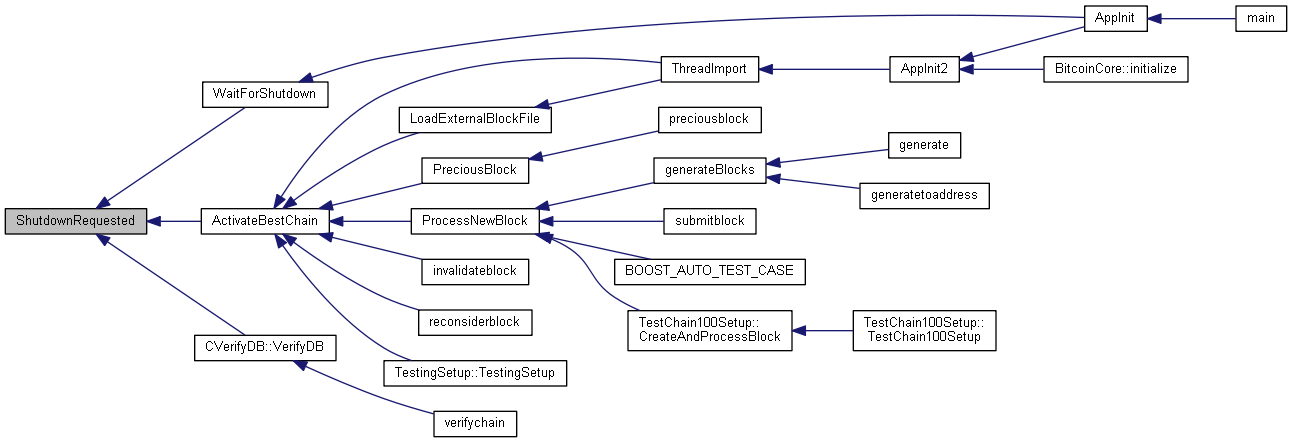 AppInit
main
ThreadImport
AppInit2
BitcoinCore::initialize
WaitForShutdown
LoadExternalBlockFile
preciousblock
generate
PreciousBlock
generateBlocks
generatetoaddress
ShutdownRequested
ActivateBestChain
ProcessNewBlock
submitblock
invalidateblock
BOOST_AUTO_TEST_CASE
reconsiderblock
TestChain100Setup::
CreateAndProcessBlock
TestChain100Setup::
TestChain100Setup
CVerifyDB::VerifyDB
TestingSetup::TestingSetup
verifychain